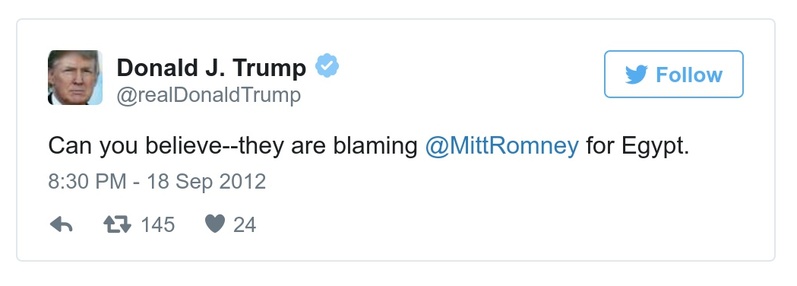 Donald J. Trump
@realDonaldTrump
Follow
Can you believe--they are blaming @MittRomney for Egypt.
8:30 PM - 18 Sep 2012
145 24